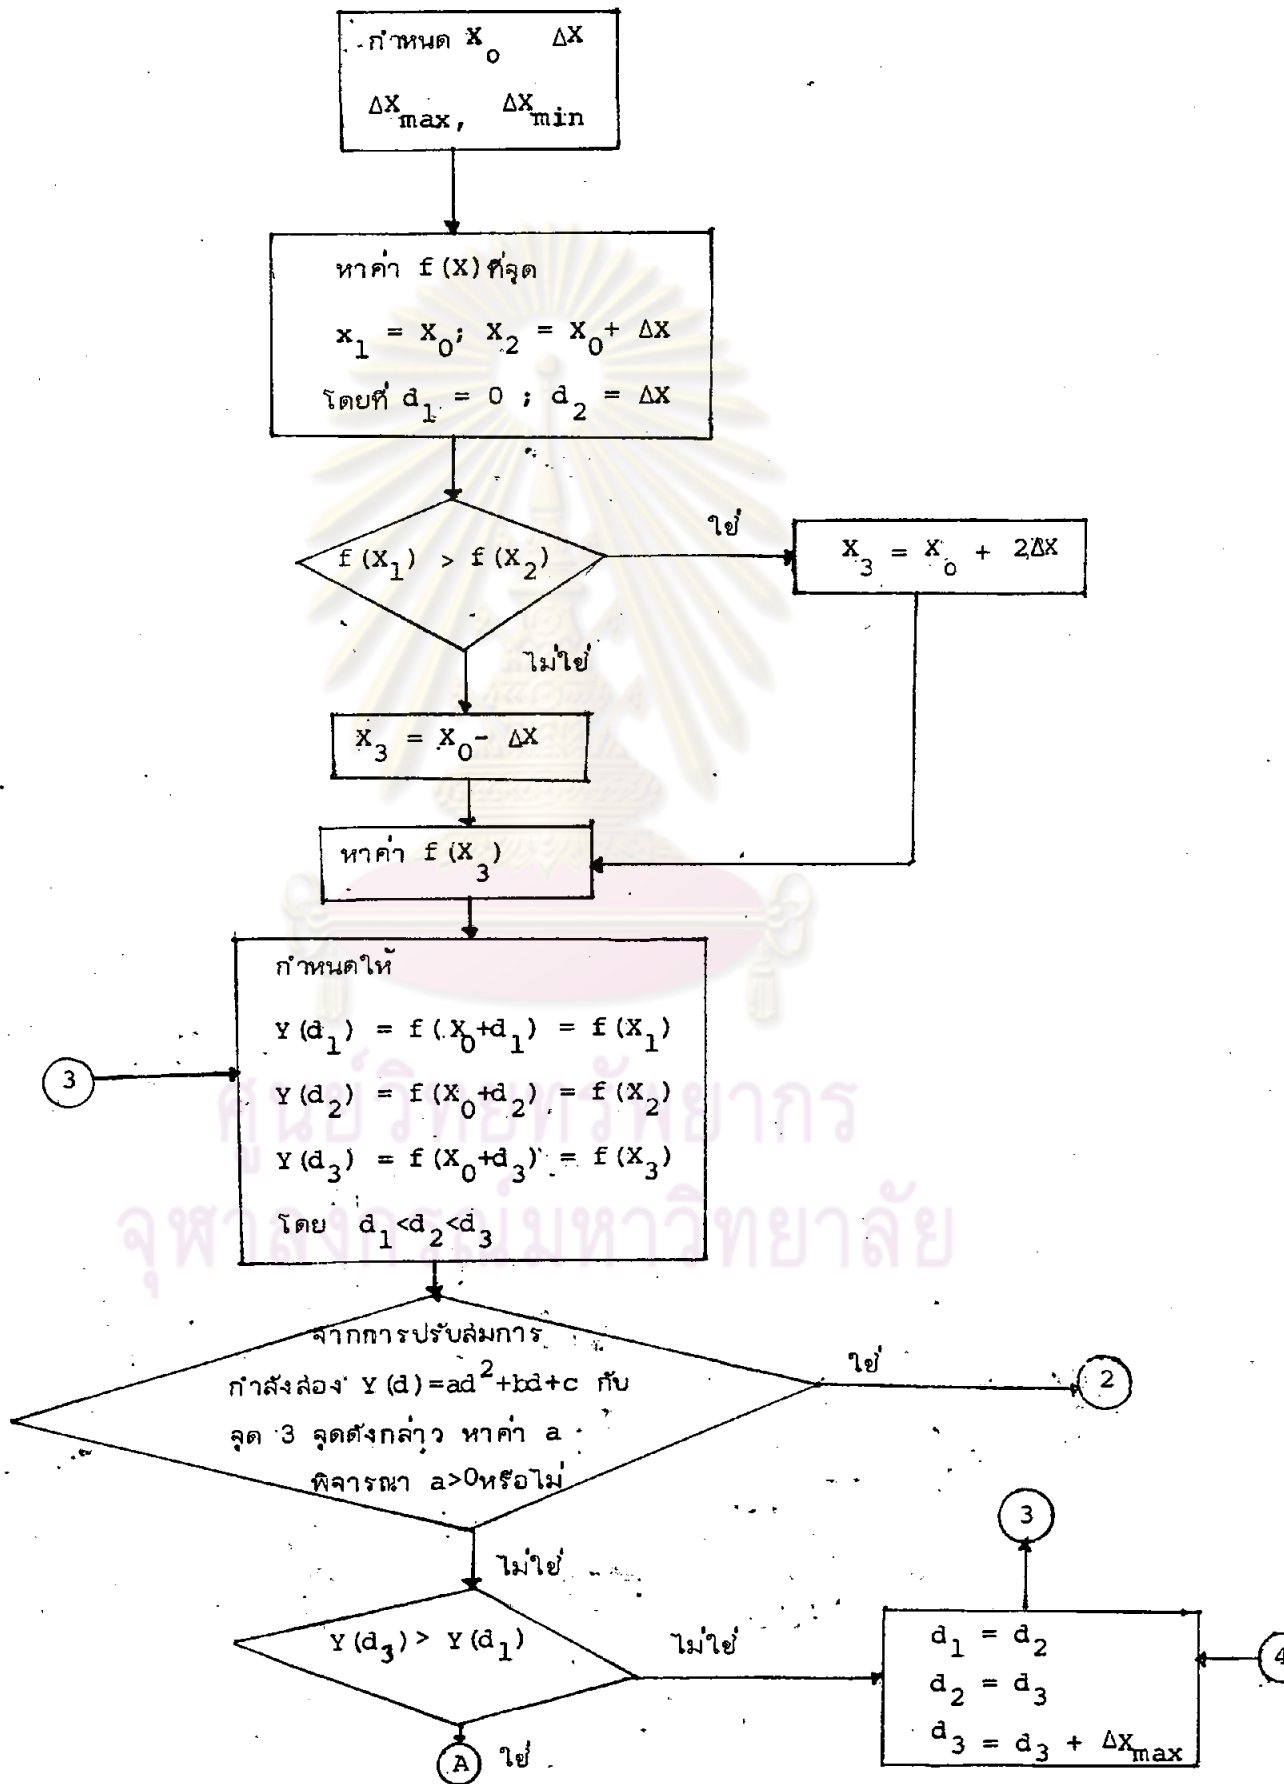 กำหนด X₀ ΔX
ΔX_max, ΔX_min
หาค่า f(X) ที่จุด
x₁ = X₀; X₂ = X₀ + ΔX
โดยที่ d₁ = 0 ; d₂ = ΔX
f(X₁) > f(X₂)
ใช่
X₃ = X₀ + 2ΔX
ไม่ใช่
X₃ = X₀ - ΔX
หาค่า f(X₃)
กำหนดให้
Y(d₁) = f(X₀+d₁) = f(X₁)
3
Y(d₂) = f(X₀+d₂) = f(X₂)
Y(d₃) = f(X₀+d₃) = f(X₃)
โดย d₁<d₂<d₃
ศูนย์วิทยทรัพยากร
จุฬาลงกรณ์มหาวิทยาลัย
จากการปรับสมการ
กำลังสอง Y(d)=ad²+bd+c กับ
จุด 3 จุดดังกล่าว หาค่า a
พิจารณา a>0หรือไม่
ใช่
2
ไม่ใช่
3
Y(d₃) > Y(d₁)
ไม่ใช่
d₁ = d₂
d₂ = d₃
d₃ = d₃ + ΔX_max
4
A ใช่